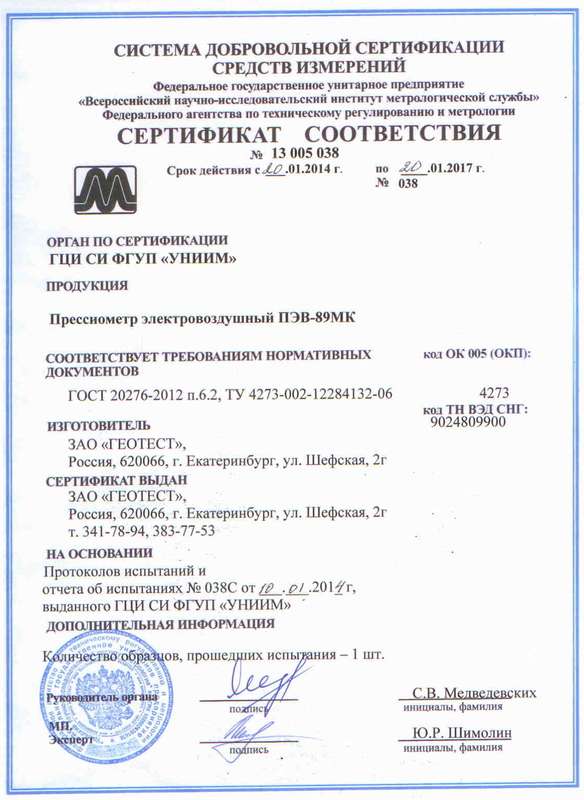 СИСТЕМА ДОБРОВОЛЬНОЙ СЕРТИФИКАЦИИ
СРЕДСТВ ИЗМЕРЕНИЙ
Федеральное государственное унитарное предприятие
«Всероссийский научно-исследовательский институт метрологической службы»
Федерального агентства по техническому регулированию и метрологии
СЕРТИФИКАТ СООТВЕТСТВИЯ
№ 13 005 038
Срок действия с 20.01.2014 г. по 20.01.2017 г.
№ 038
ОРГАН ПО СЕРТИФИКАЦИИ
ГЦИ СИ ФГУП «УНИИМ»
ПРОДУКЦИЯ
Прессиометр электровоздушный ПЭВ-89МК
СООТВЕТСТВУЕТ ТРЕБОВАНИЯМ НОРМАТИВНЫХ
ДОКУМЕНТОВ
код ОК 005 (ОКП):
ГОСТ 20276-2012 п.6.2, ТУ 4273-002-12284132-06
4273
код ТН ВЭД СНГ:
9024809900
ИЗГОТОВИТЕЛЬ
ЗАО «ГЕОТЕСТ»,
Россия, 620066, г. Екатеринбург, ул. Шефская, 2г
СЕРТИФИКАТ ВЫДАН
ЗАО «ГЕОТЕСТ»,
Россия, 620066, г. Екатеринбург, ул. Шефская, 2г
т. 341-78-94, 383-77-53
НА ОСНОВАНИИ
Протоколов испытаний и
отчета об испытаниях № 038С от 10.01.2014 г,
выданного ГЦИ СИ ФГУП «УНИИМ»
ДОПОЛНИТЕЛЬНАЯ ИНФОРМАЦИЯ
Количество образцов, прошедших испытания – 1 шт.
Руководитель органа
С.В. Медведевских
подпись
инициалы, фамилия
МП.
Эксперт
Ю.Р. Шимолин
подпись
инициалы, фамилия